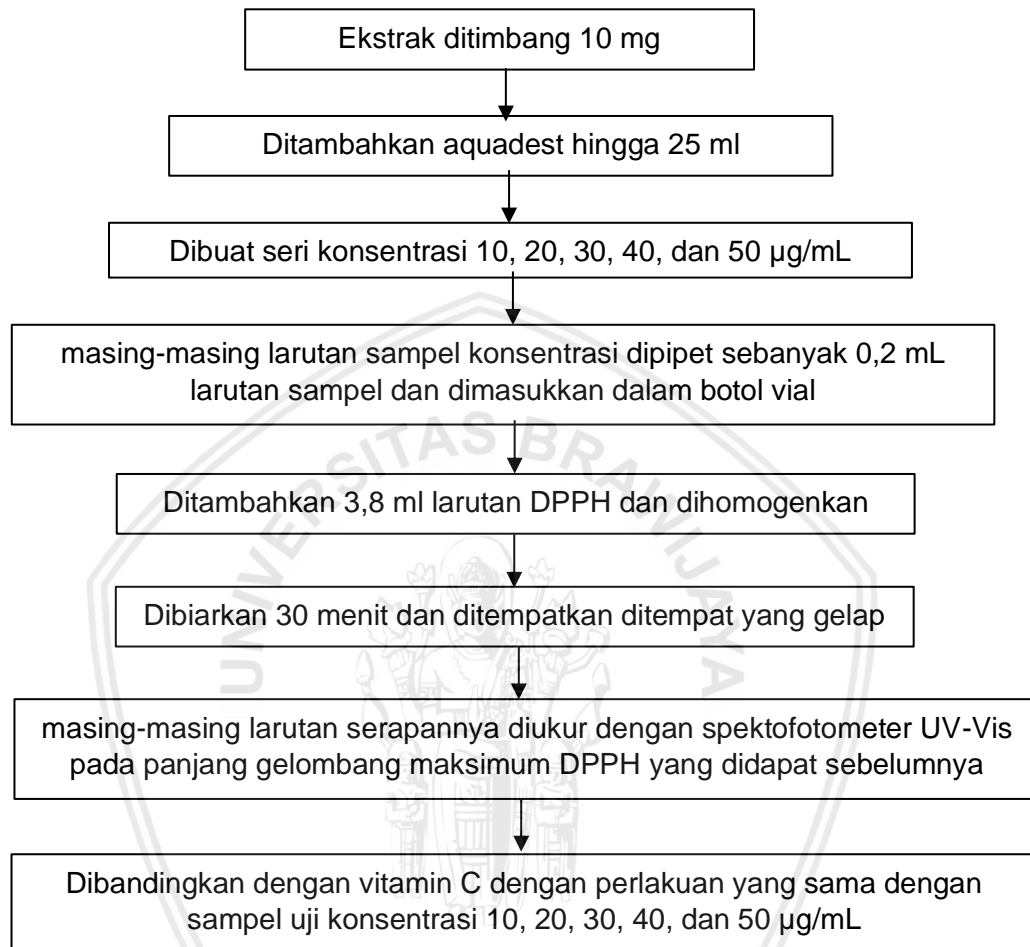 Ekstrak ditimbang 10 mg
Ditambahkan aquadest hingga 25 ml
Dibuat seri konsentrasi 10, 20, 30, 40, dan 50 µg/mL
masing-masing larutan sampel konsentrasi dipipet sebanyak 0,2 mL
larutan sampel dan dimasukkan dalam botol vial
UNIVERSITAS BRAWIJAYA
Ditambahkan 3,8 ml larutan DPPH dan dihomogenkan
Dibiarkan 30 menit dan ditempatkan ditempat yang gelap
masing-masing larutan serapannya diukur dengan spektofotometer UV-Vis
pada panjang gelombang maksimum DPPH yang didapat sebelumnya
Dibandingkan dengan vitamin C dengan perlakuan yang sama dengan
sampel uji konsentrasi 10, 20, 30, 40, dan 50 µg/mL